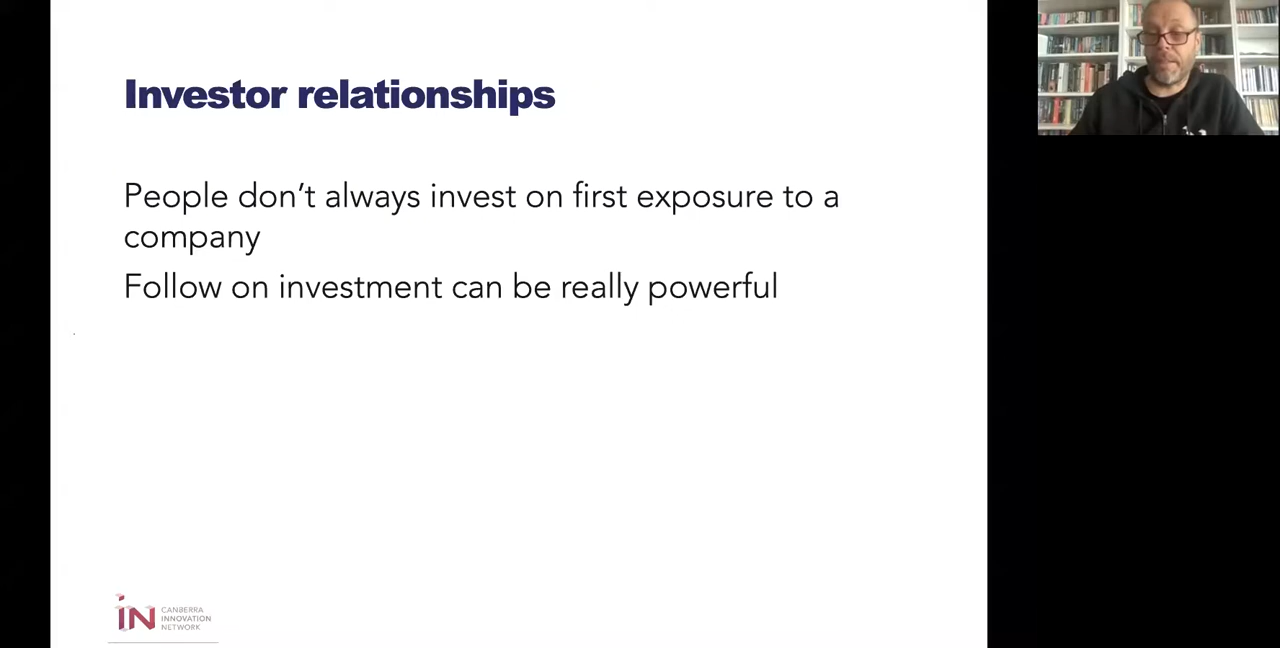 Investor relationships
People don't always invest on first exposure to a
company
Follow on investment can be really powerful
iN
CANBERRA
INNOVATION
NETWORK